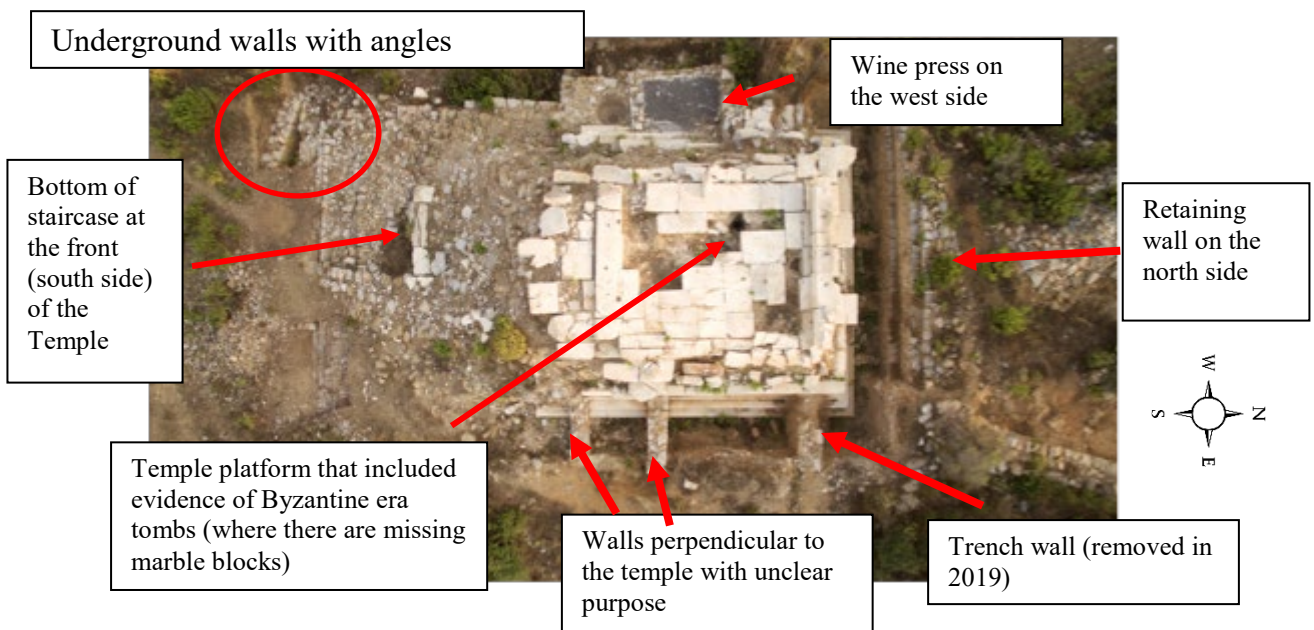 Underground walls with angles
Wine press on
the west side
Bottom of
staircase at
the front
(south side)
of the
Temple
Retaining
wall on the
north side
W
S
N
E
Temple platform that included
evidence of Byzantine era
tombs (where there are missing
marble blocks)
Walls perpendicular to
the temple with unclear
purpose
Trench wall (removed in
2019)